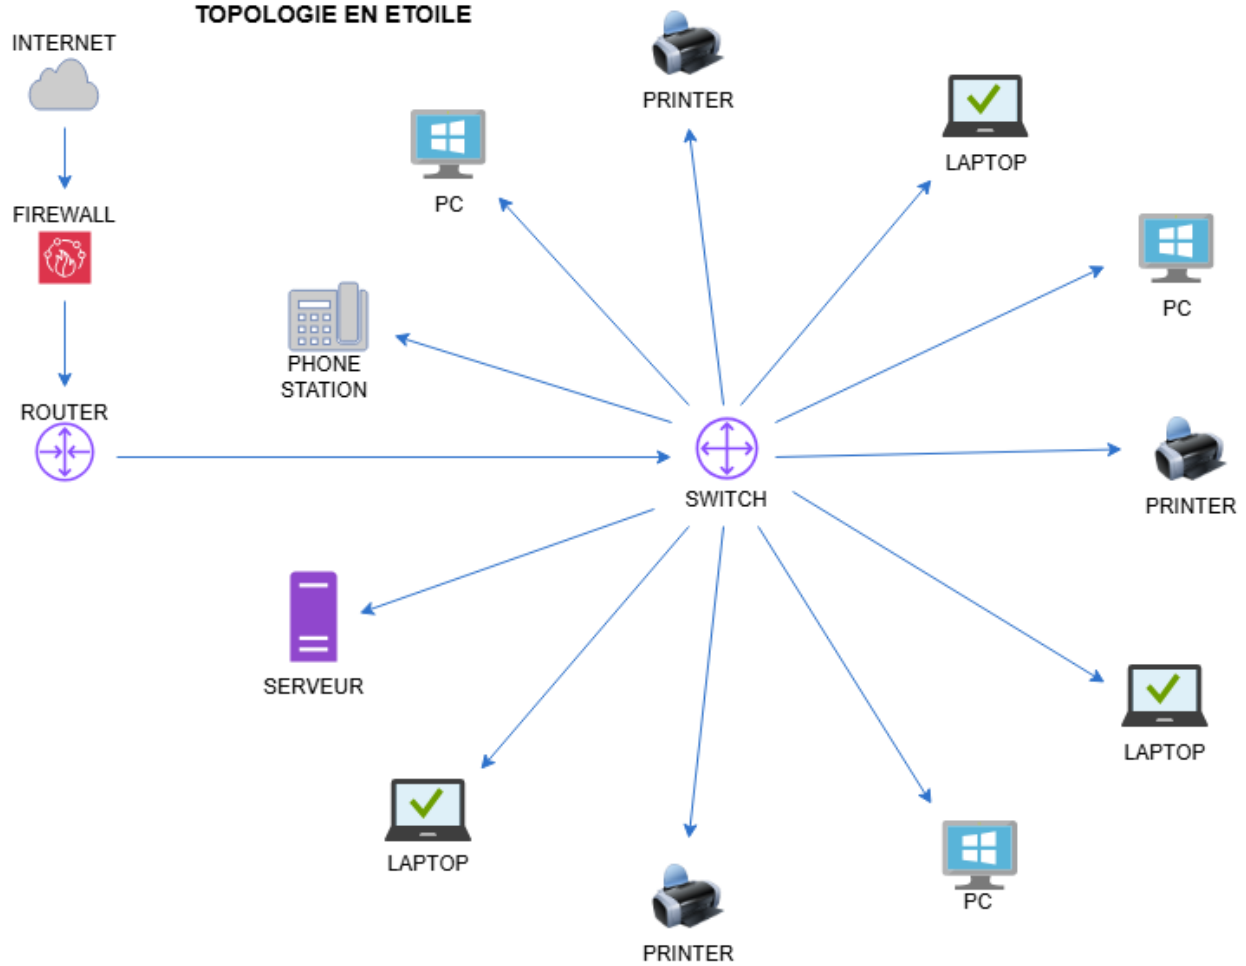 TOPOLOGIE EN ETOILE
INTERNET
PRINTER
LAPTOP
PC
FIREWALL
PC
PHONE
STATION
ROUTER
SWITCH
PRINTER
SERVEUR
LAPTOP
LAPTOP
PC
PRINTER